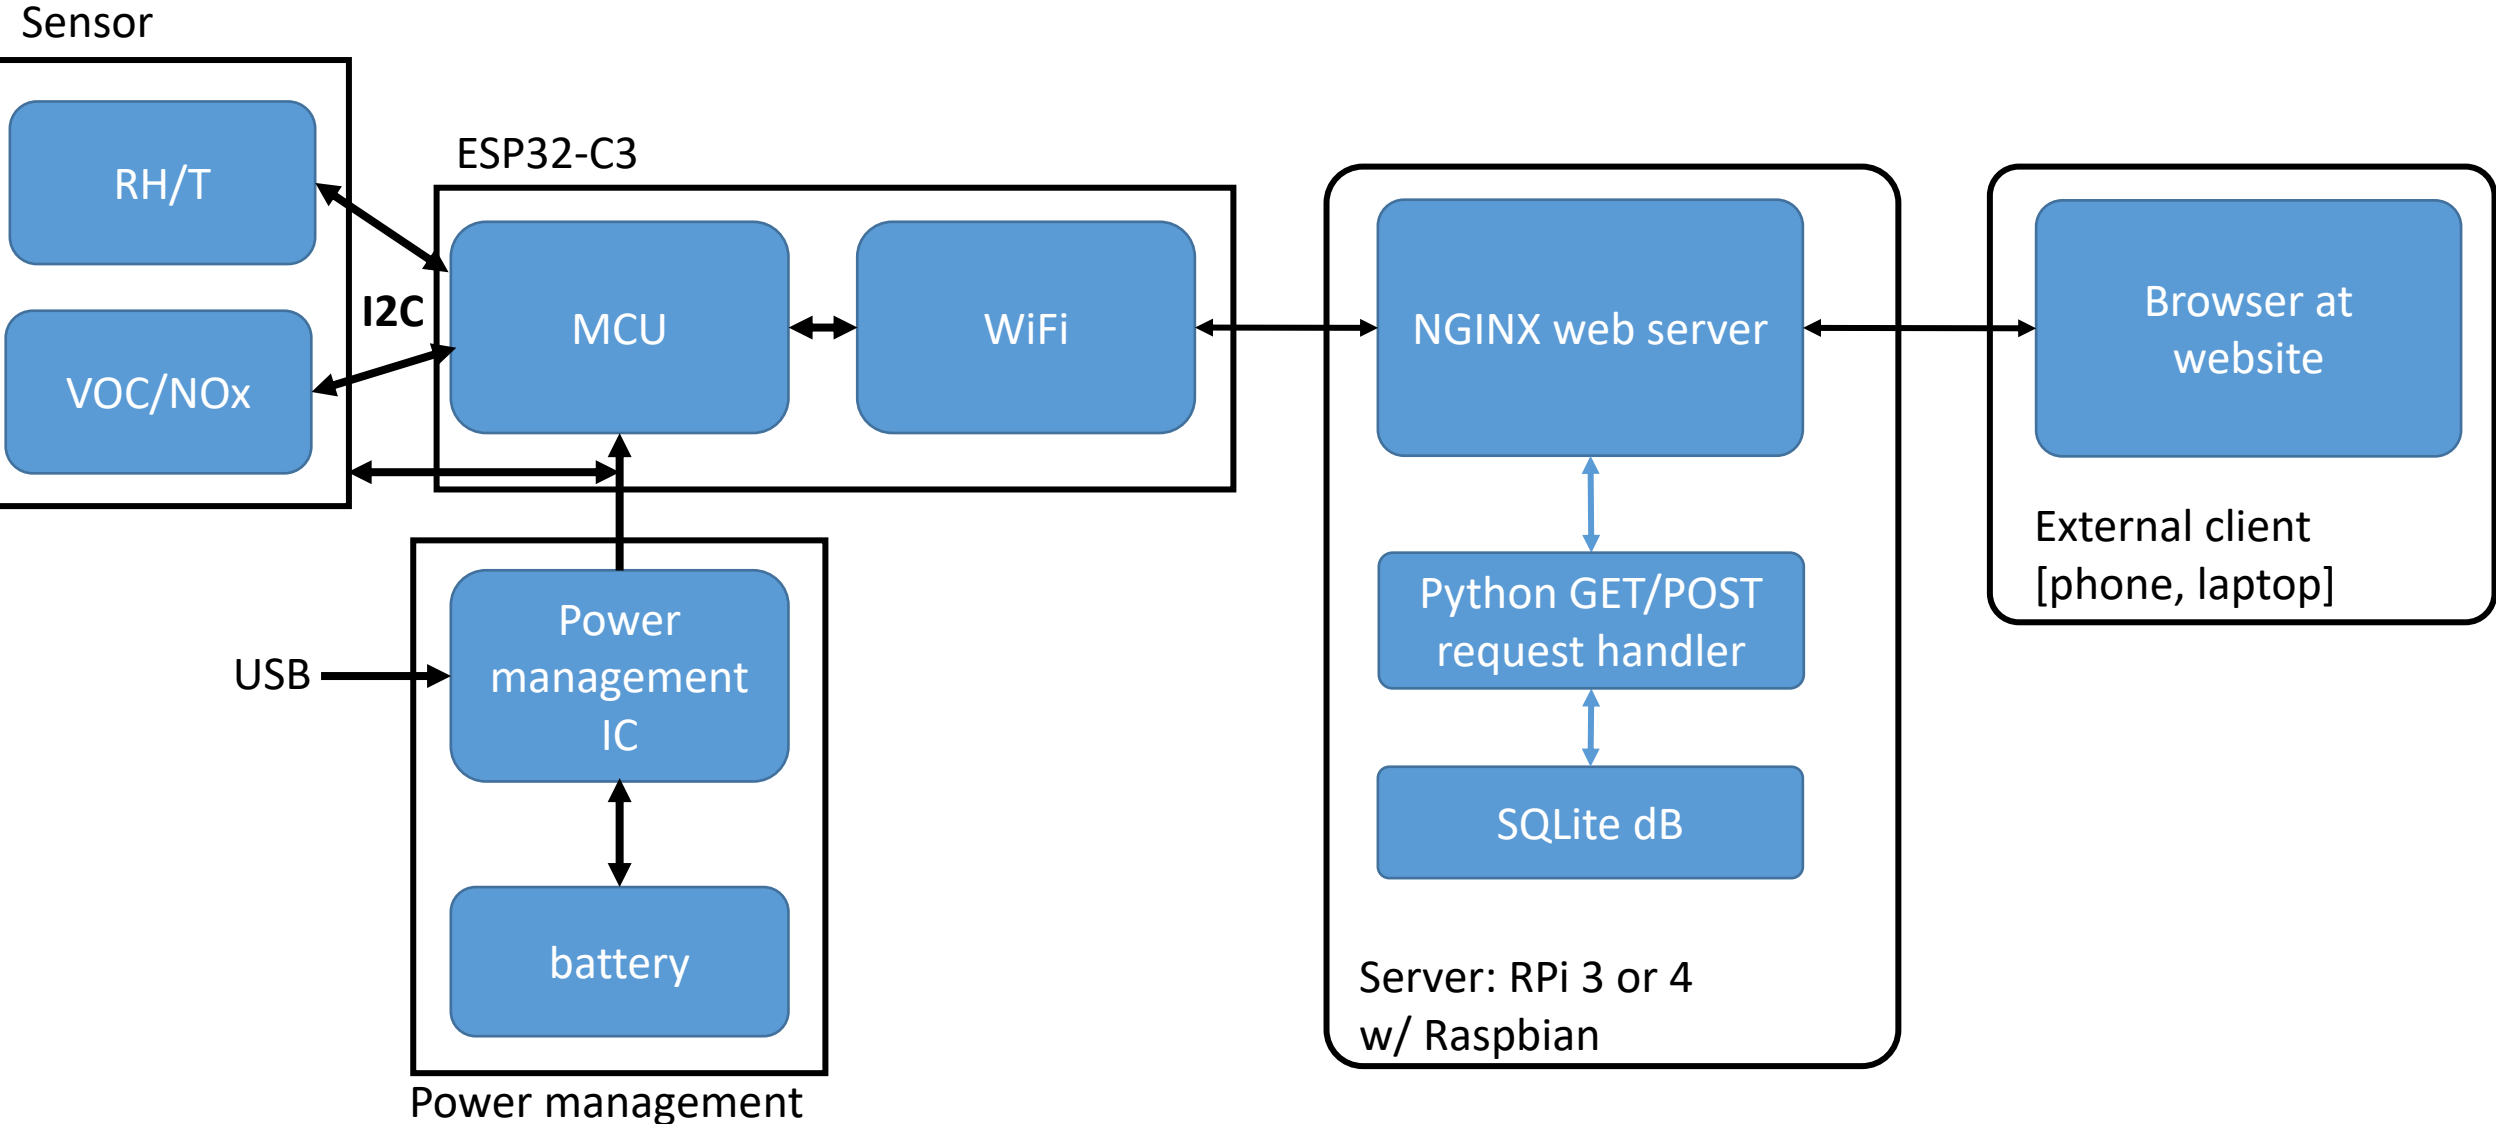 Sensor
RH/T
VOC/NOx
I2C
ESP32-C3
MCU
WiFi
USB
Power
management
IC
battery
Power management
NGINX web server
Python GET/POST
request handler
SQLite dB
Server: RPi 3 or 4
w/ Raspbian
Browser at
website
External client
[phone, laptop]